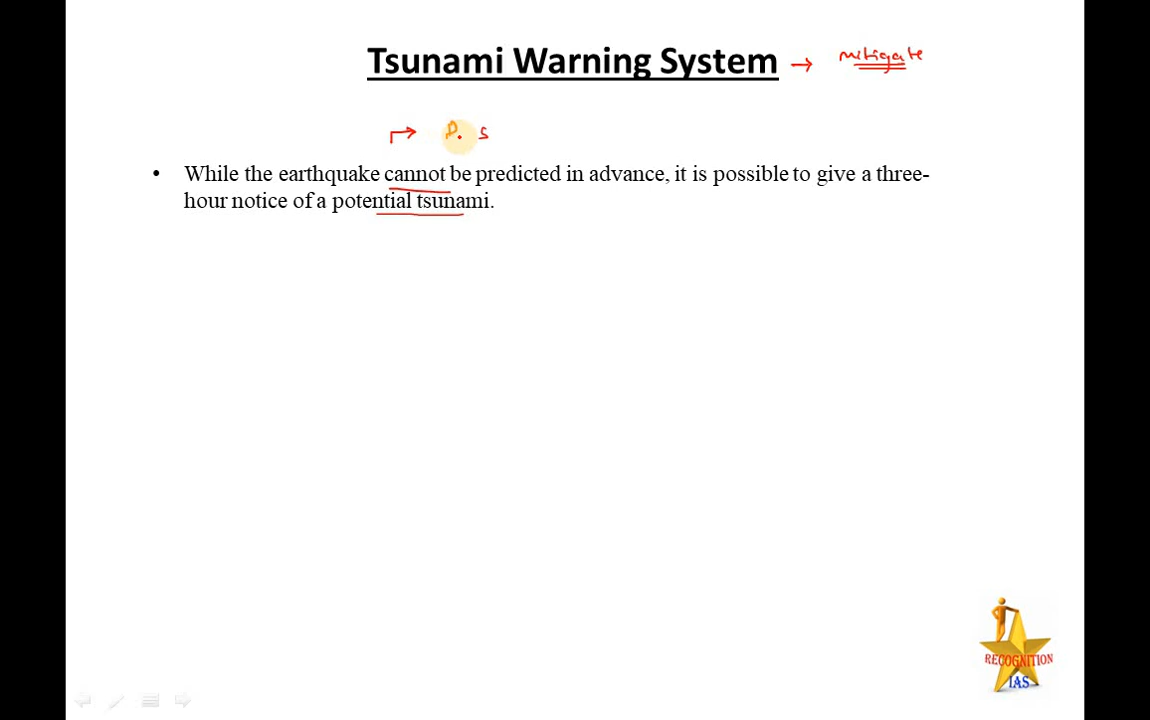 Tsunami Warning System → mitigate
→ P. S
• While the earthquake cannot be predicted in advance, it is possible to give a three-
hour notice of a potential tsunami.
RECOGNITION
IAS